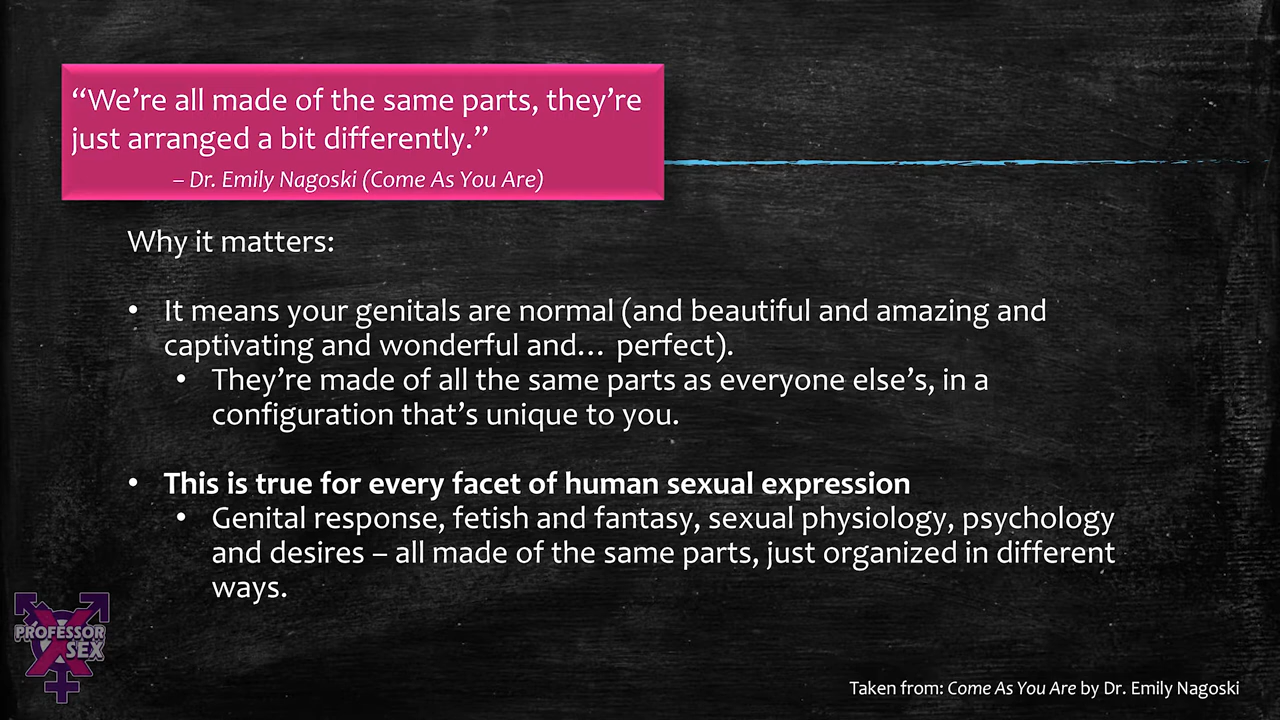 “We’re all made of the same parts, they’re
just arranged a bit differently.”
– Dr. Emily Nagoski (Come As You Are)
Why it matters:
• It means your genitals are normal (and beautiful and amazing and
captivating and wonderful and… perfect).
• They’re made of all the same parts as everyone else’s, in a
configuration that’s unique to you.
• This is true for every facet of human sexual expression
• Genital response, fetish and fantasy, sexual physiology, psychology
and desires – all made of the same parts, just organized in different
ways.
PROFESSOR
SEX
Taken from: Come As You Are by Dr. Emily Nagoski